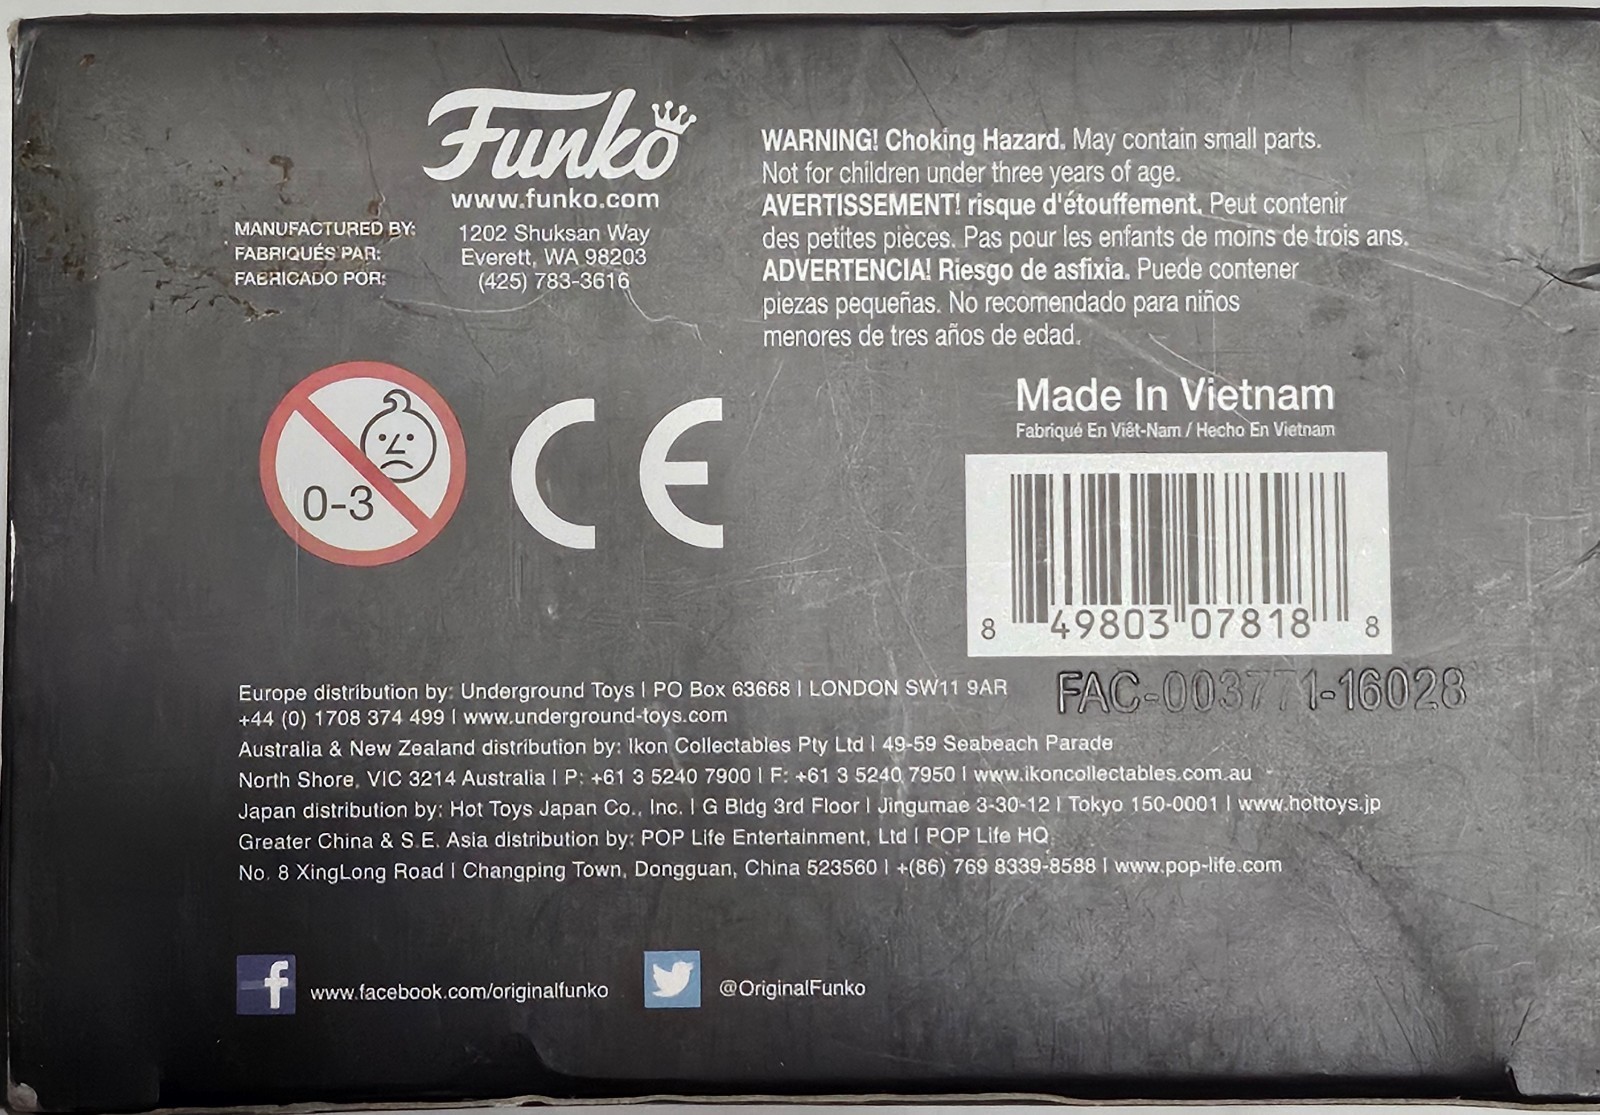 Funko
www.funko.com
MANUFACTURED BY:
FABRIQUÉS PAR:
FABRICADO POR:
1202 Shuksan Way
Everett, WA 98203
(425) 783-3616
WARNING! Choking Hazard. May contain small parts.
Not for children under three years of age.
AVERTISSEMENT! risque d'étouffement. Peut contenir
des petites pièces. Pas pour les enfants de moins de trois ans.
ADVERTENCIA! Riesgo de asfixia. Puede contener
piezas pequeñas. No recomendado para niños
menores de tres años de edad.
0-3
CE
Made In Vietnam
Fabriqué En Viêt-Nam / Hecho En Vietnam
8 49803 07818 8
FAC-003771-16028
Europe distribution by: Underground Toys | PO Box 63668 | LONDON SW11 9AR
+44 (0) 1708 374 499 | www.underground-toys.com
Australia & New Zealand distribution by: Ikon Collectables Pty Ltd | 49-59 Seabeach Parade
North Shore, VIC 3214 Australia | P: +61 3 5240 7900 | F: +61 3 5240 7950 | www.ikoncollectables.com.au
Japan distribution by: Hot Toys Japan Co., Inc. | G Bldg 3rd Floor | Jingumae 3-30-12 | Tokyo 150-0001 | www.hottoys.jp
Greater China & S.E. Asia distribution by: POP Life Entertainment, Ltd | POP Life HQ
No. 8 XingLong Road | Changping Town, Dongguan, China 523560 | +(86) 769 8339-8588 | www.pop-life.com
f
www.facebook.com/originalfunko
@OriginalFunko